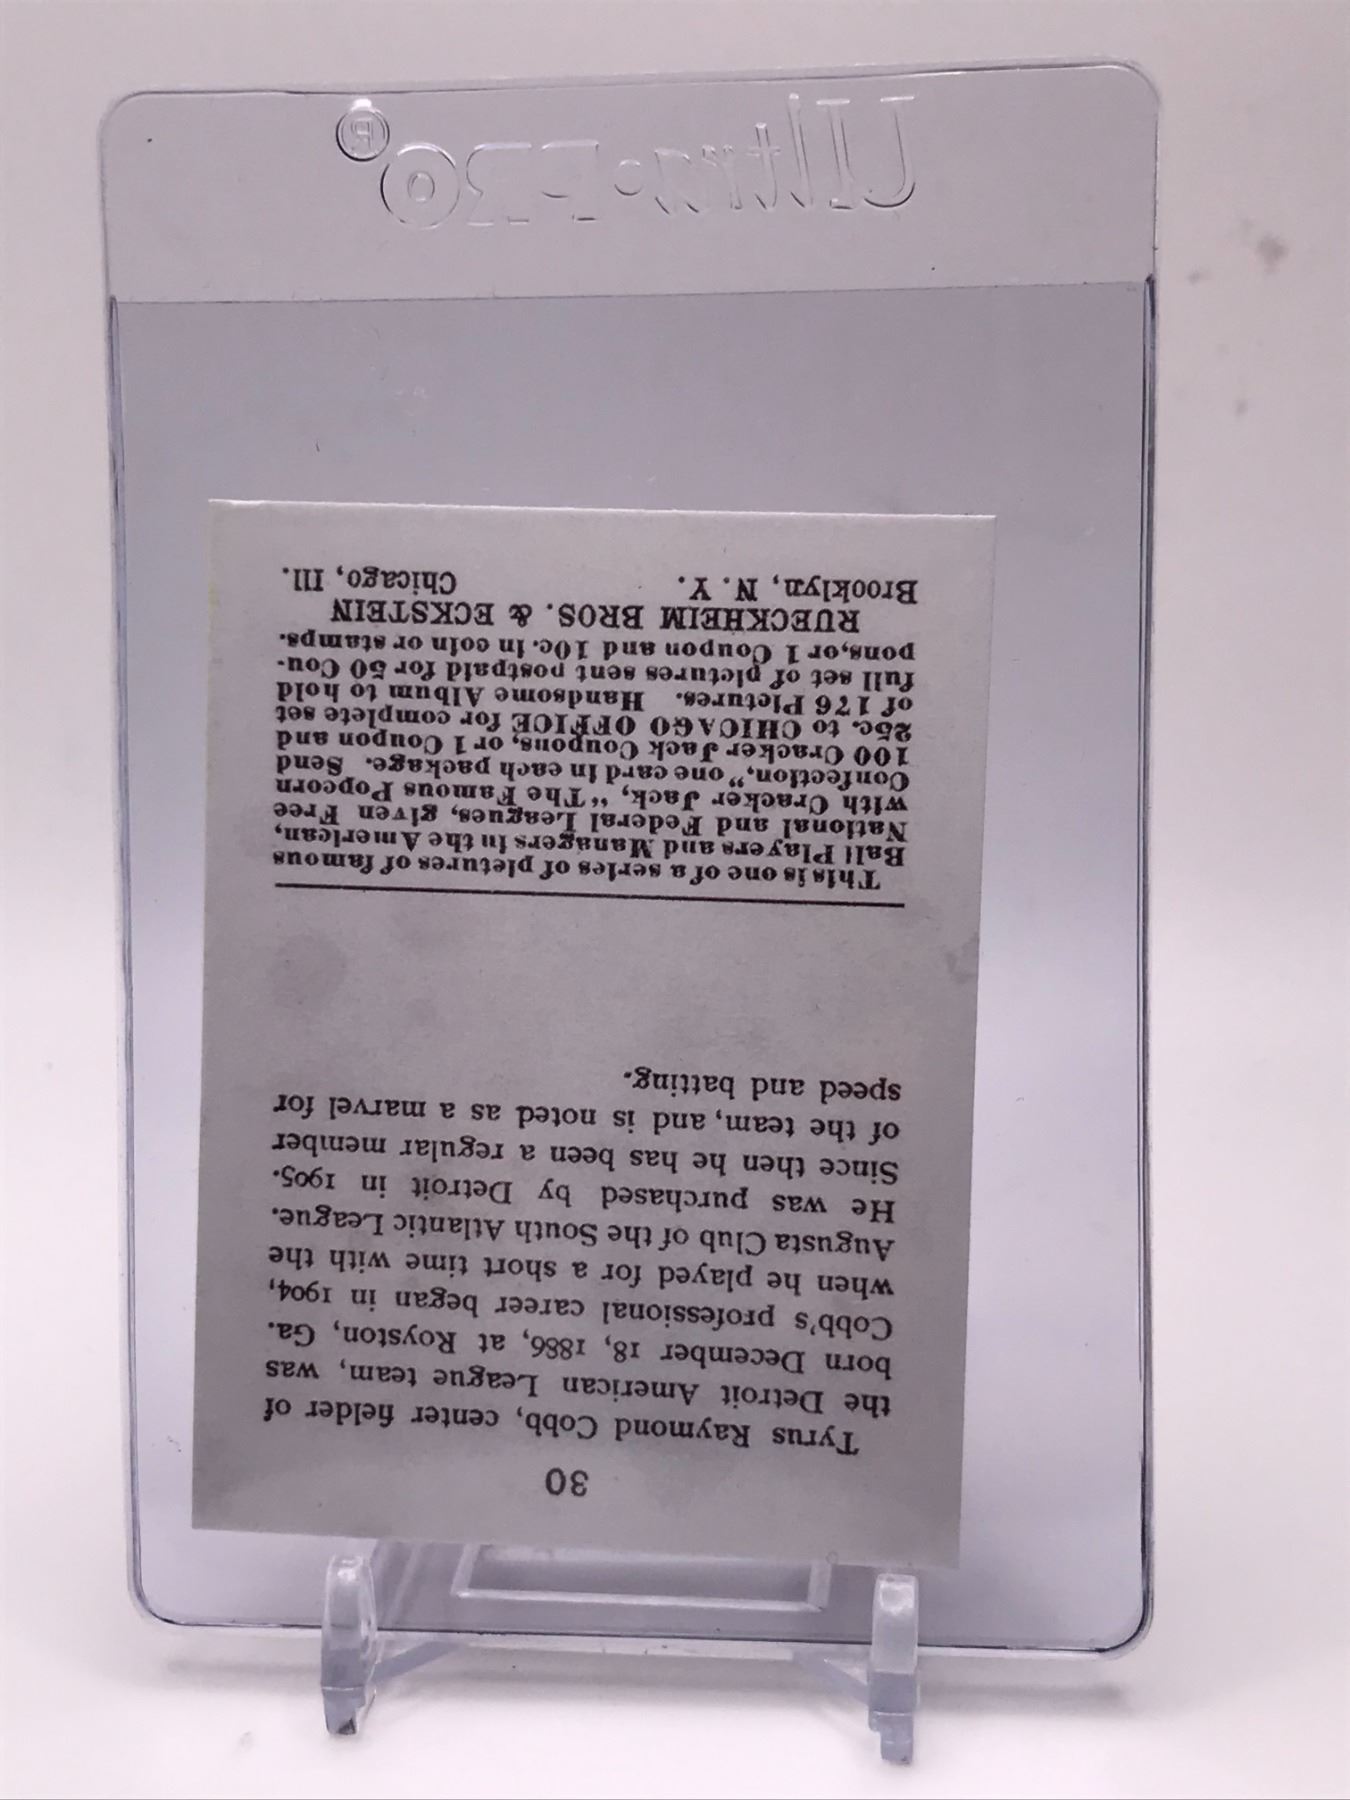 Ultra•PRO®
30
Tyrus Raymond Cobb, center fielder of
the Detroit American League team, was
born December 18, 1886, at Royston, Ga.
Cobb's professional career began in 1904,
when he played for a short time with the
Augusta Club of the South Atlantic League.
He was purchased by Detroit in 1905.
Since then he has been a regular member
of the team, and is noted as a marvel for
speed and batting.
This is one of a series of pictures of famous
Ball Players and Managers in the American,
National and Federal Leagues, given Free
with Cracker Jack, "The Famous Popcorn
Confection," one card in each package. Send
100 Cracker Jack Coupons, or 1 Coupon and
25c. to CHICAGO OFFICE for complete set
of 176 Pictures. Handsome Album to hold
full set of pictures sent postpaid for 50 Cou-
pons, or 1 Coupon and 10c. in coin or stamps.
RUECKHEIM BROS. & ECKSTEIN
Brooklyn, N. Y. Chicago, Ill.